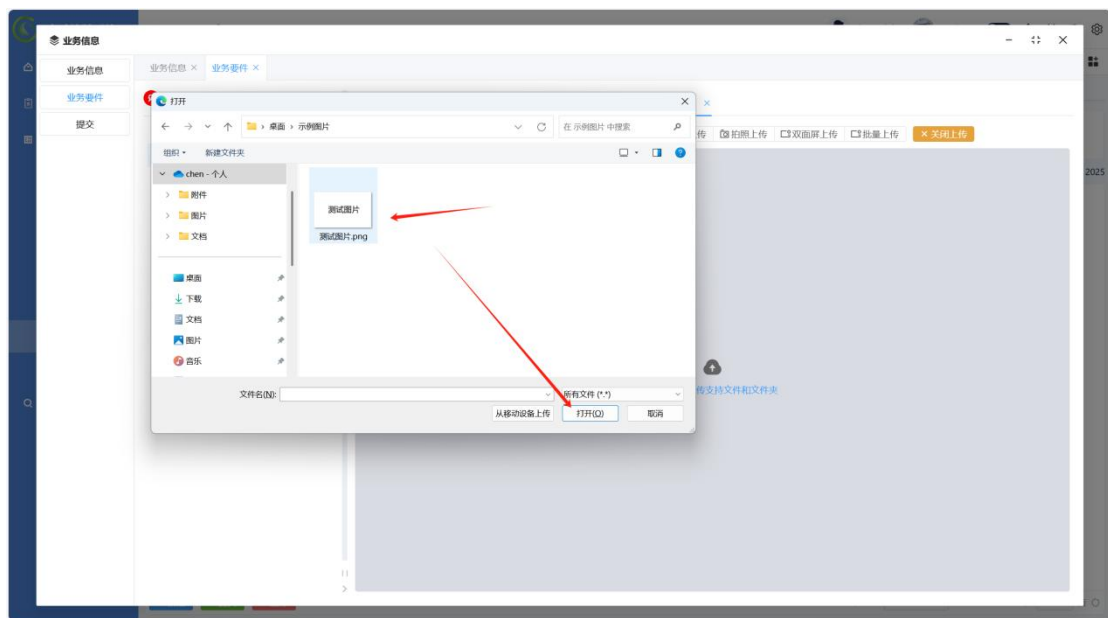 业务信息
业务信息
业务信息 ×
业务要件 ×
业务要件
提交
打开
桌面 › 示例图片
在 示例图片 中搜索
传
拍照上传
双面屏上传
批量上传
× 关闭上传
组织
新建文件夹
chen - 个人
附件
图片
文档
测试图片
测试图片.png
桌面
下载
文档
图片
音乐
2025
传支持文件和文件夹
文件名(N):
所有文件 (*.*)
从移动设备上传
打开(O)
取消